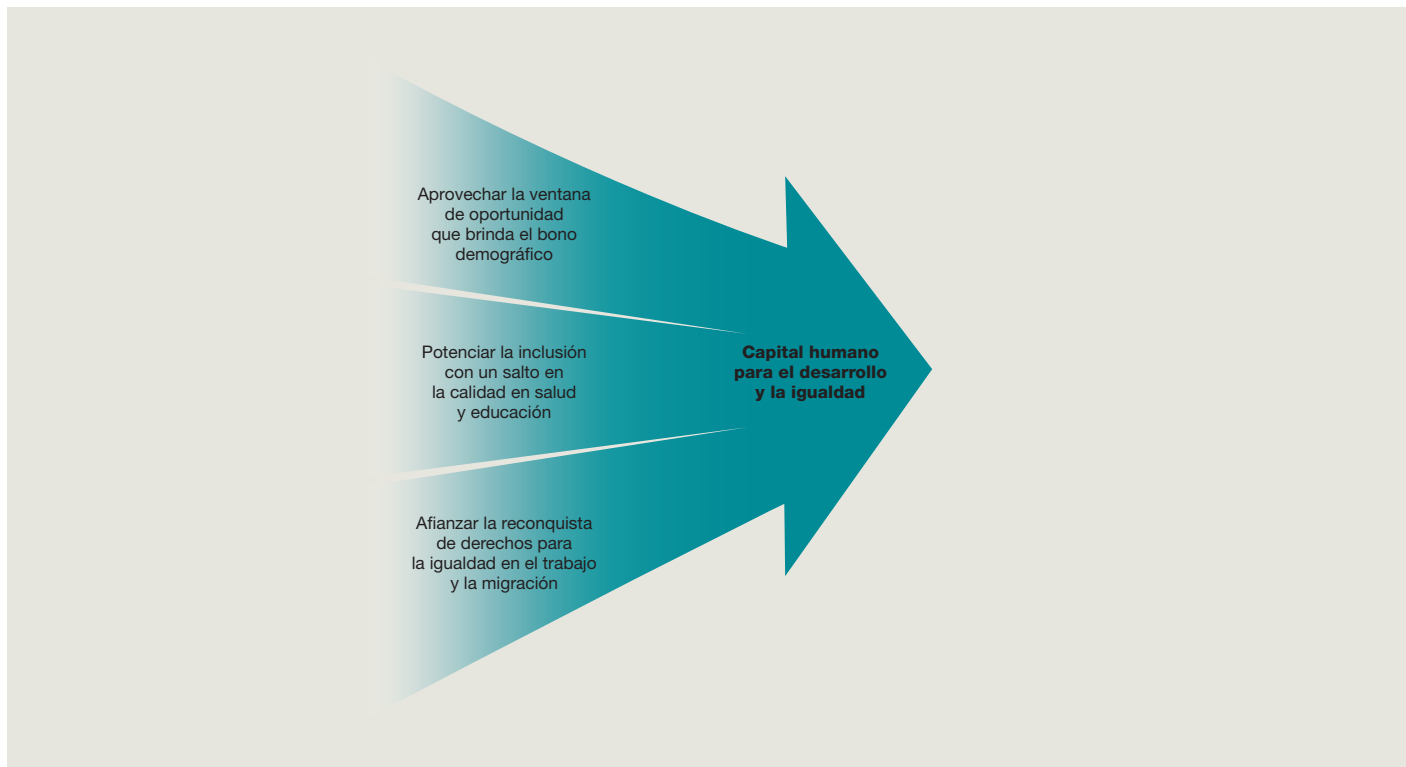 Aprovechar la ventana
de oportunidad
que brinda el bono
demográfico
Potenciar la inclusión
con un salto en
la calidad en salud
y educación
Capital humano
para el desarrollo
y la igualdad
Afianzar la reconquista
de derechos para
la igualdad en el trabajo
y la migración